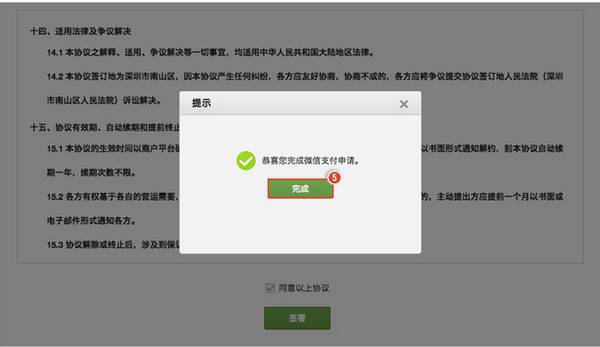 十四、适用法律及争议解决
14.1 本协议之解释、适用、争议解决等一切事宜，均适用中华人民共和国大陆地区法律。
14.2 本协议签订地为深圳市南山区，因本协议产生任何纠纷，各方应友好协商，协商不成的，各方应将争议提交协议签订地人民法院（深圳
市南山区人民法院）诉讼解决。
提示
十五、协议有效期、自动续期和提前终止
15.1 本协议的生效时间以商户平台
以书面形式通知解约，则本协议自动续
恭喜您完成微信支付申请。
期一年，续期次数不限。
5
完成
15.2 各方有权基于各自的营运需要，
的，主动提出方应提前一个月以书面或
电子邮件形式通知各方。
15.3 协议解除或终止后，涉及到保
同意以上协议
签署